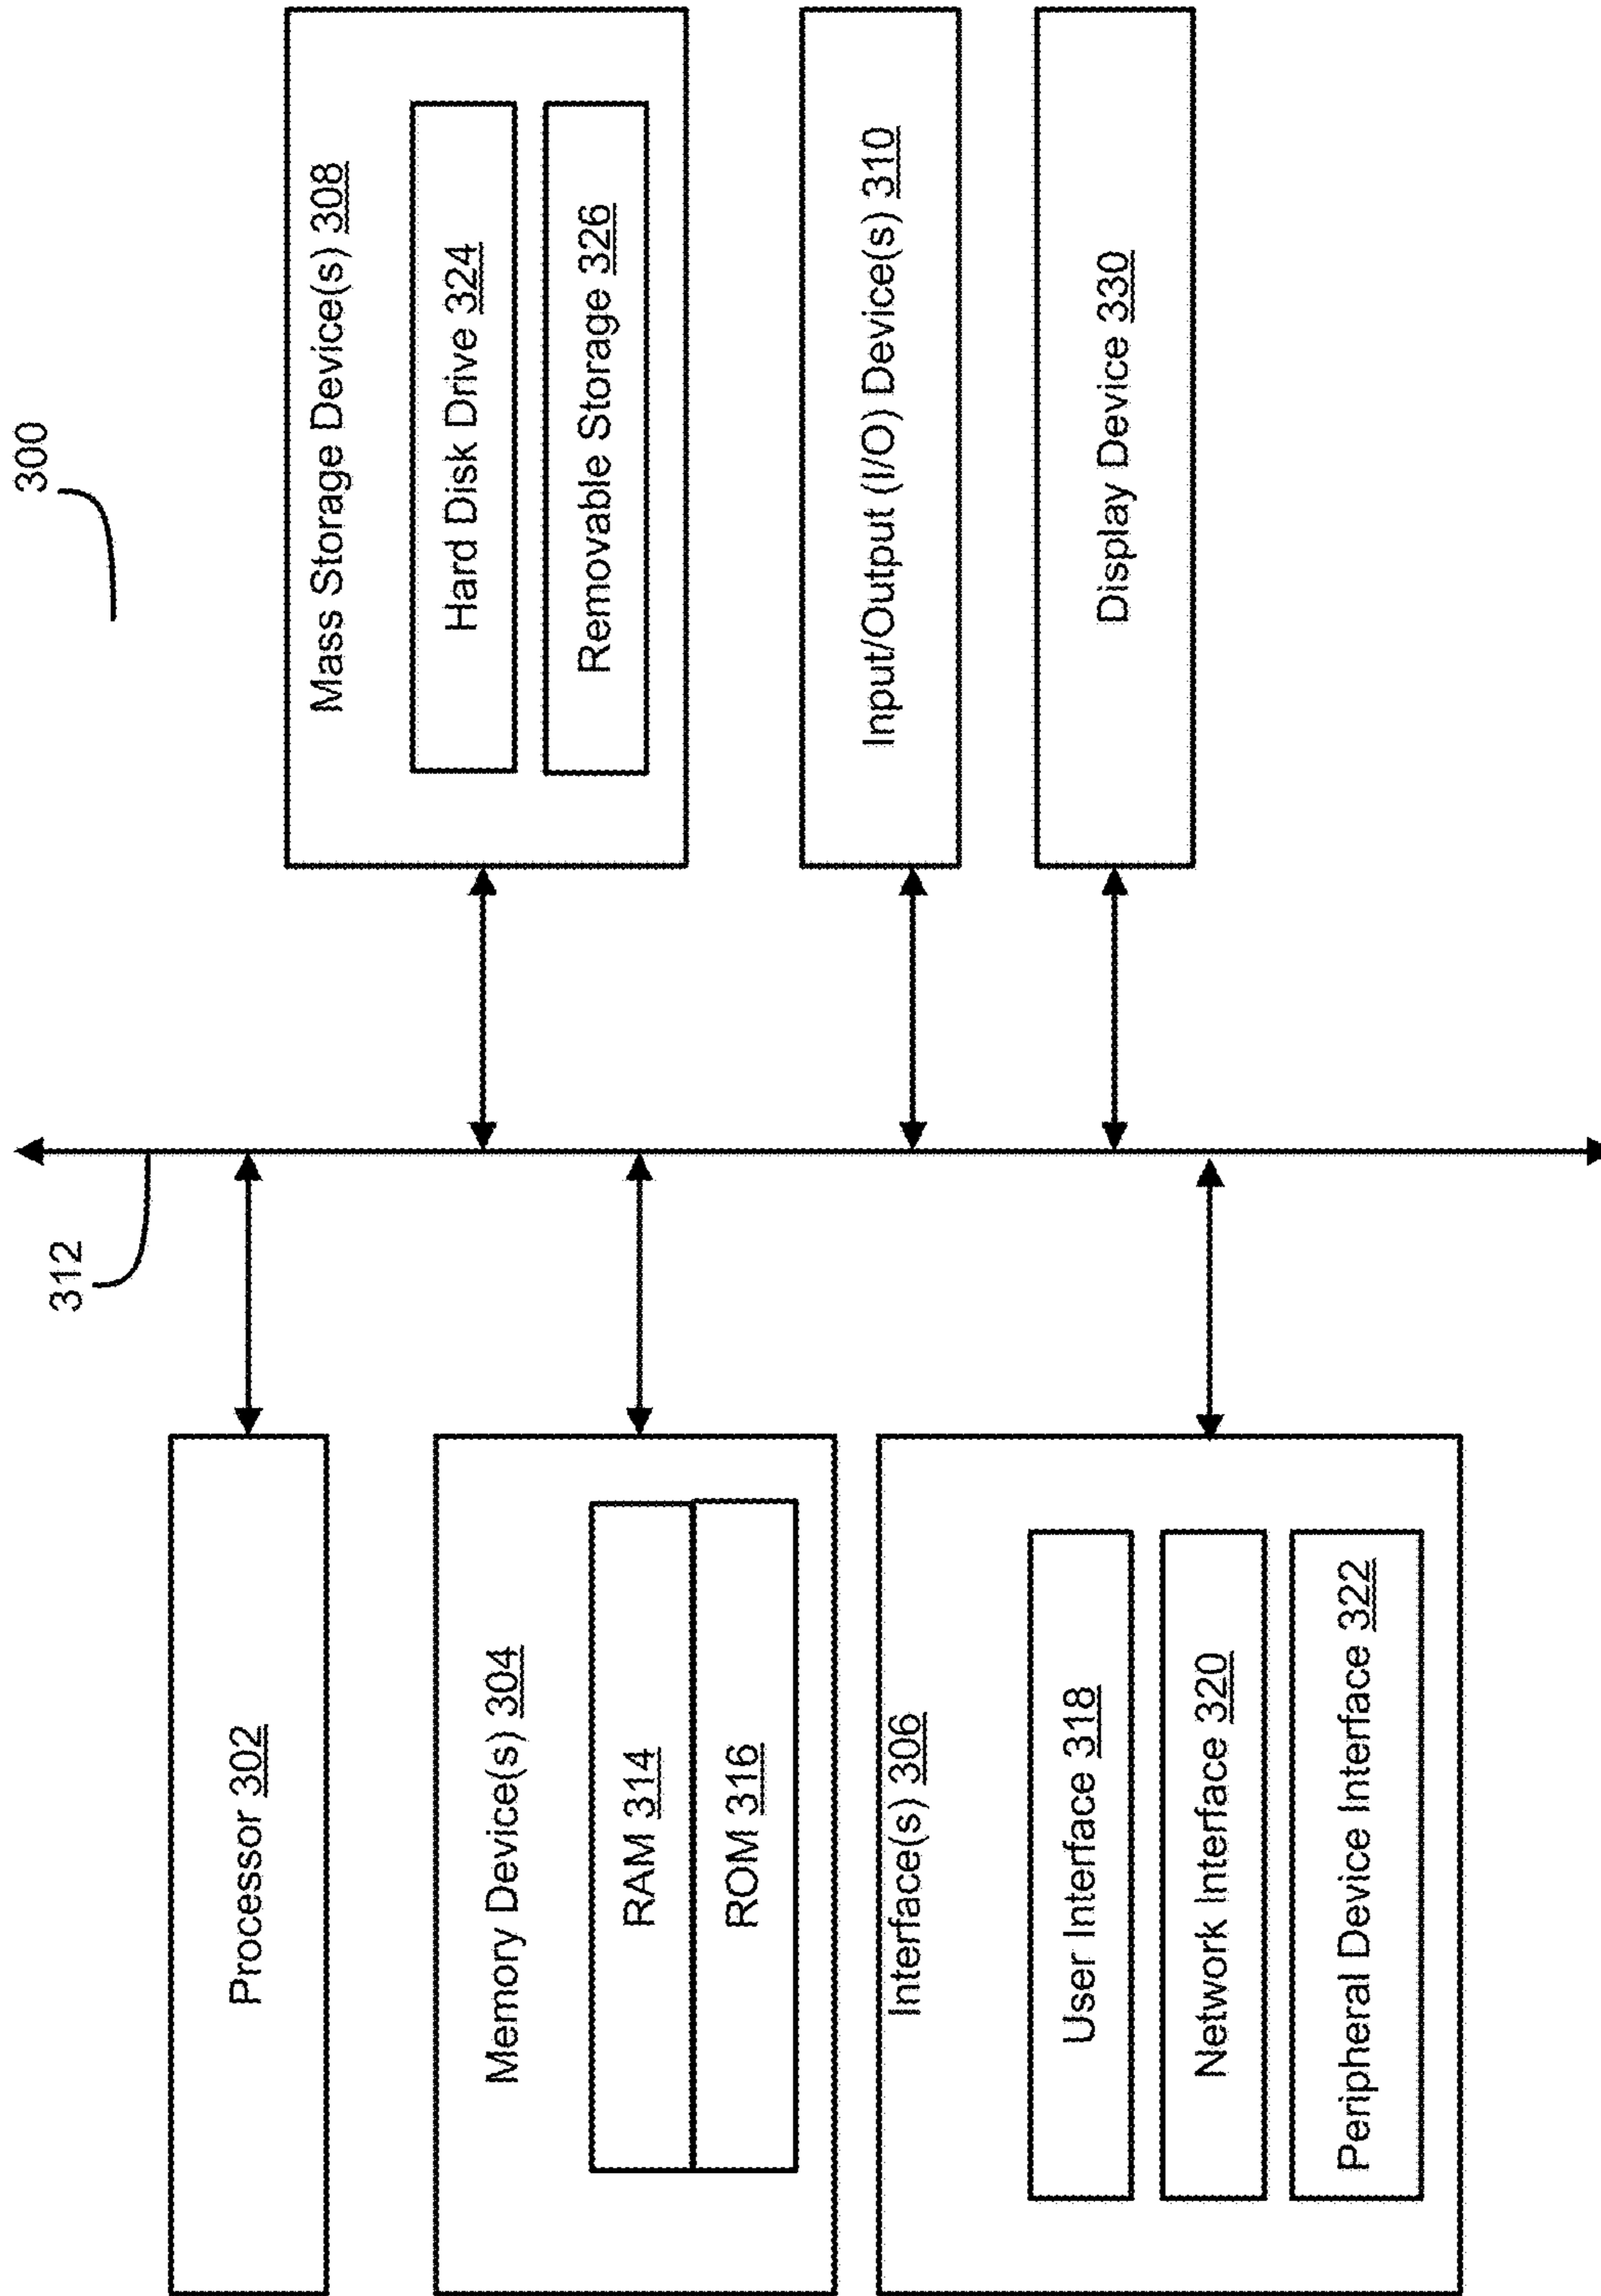 300
312
Processor 302
Memory Device(s) 304
RAM 314
ROM 316
Interface(s) 306
User Interface 318
Network Interface 320
Peripheral Device Interface 322
Mass Storage Device(s) 308
Hard Disk Drive 324
Removable Storage 326
Input/Output (I/O) Device(s) 310
Display Device 330